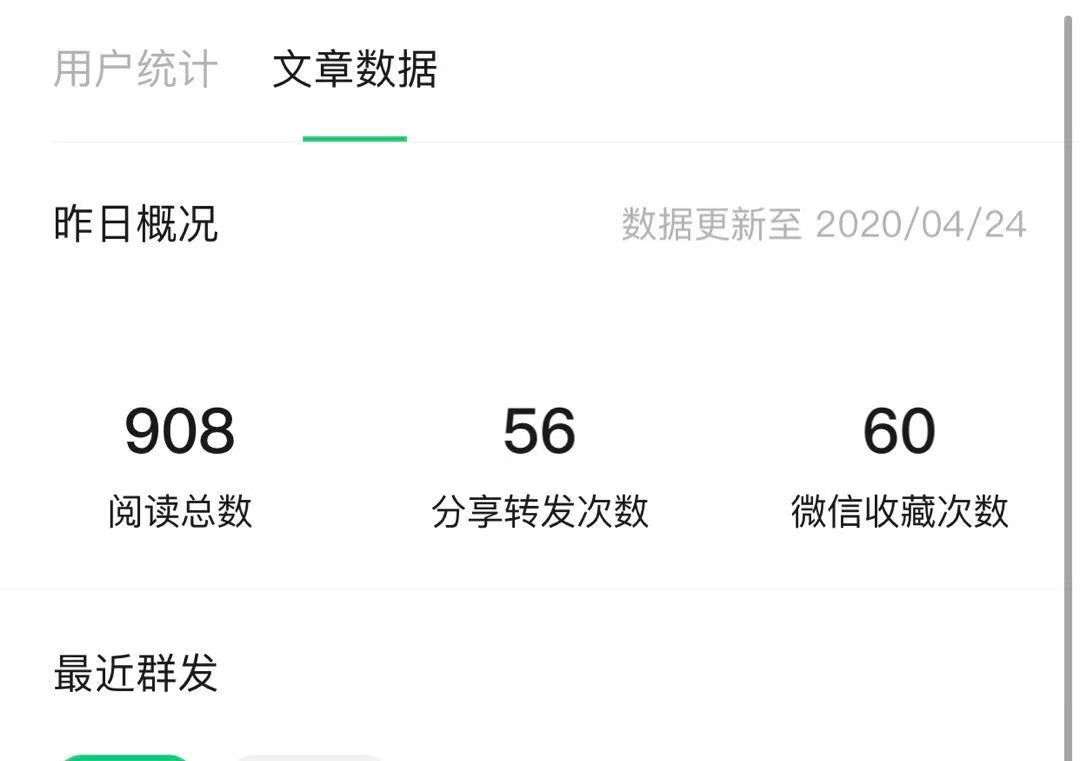 用户统计 文章数据
昨日概况 数据更新至 2020/04/24
908 56 60
阅读总数 分享转发次数 微信收藏次数
最近群发